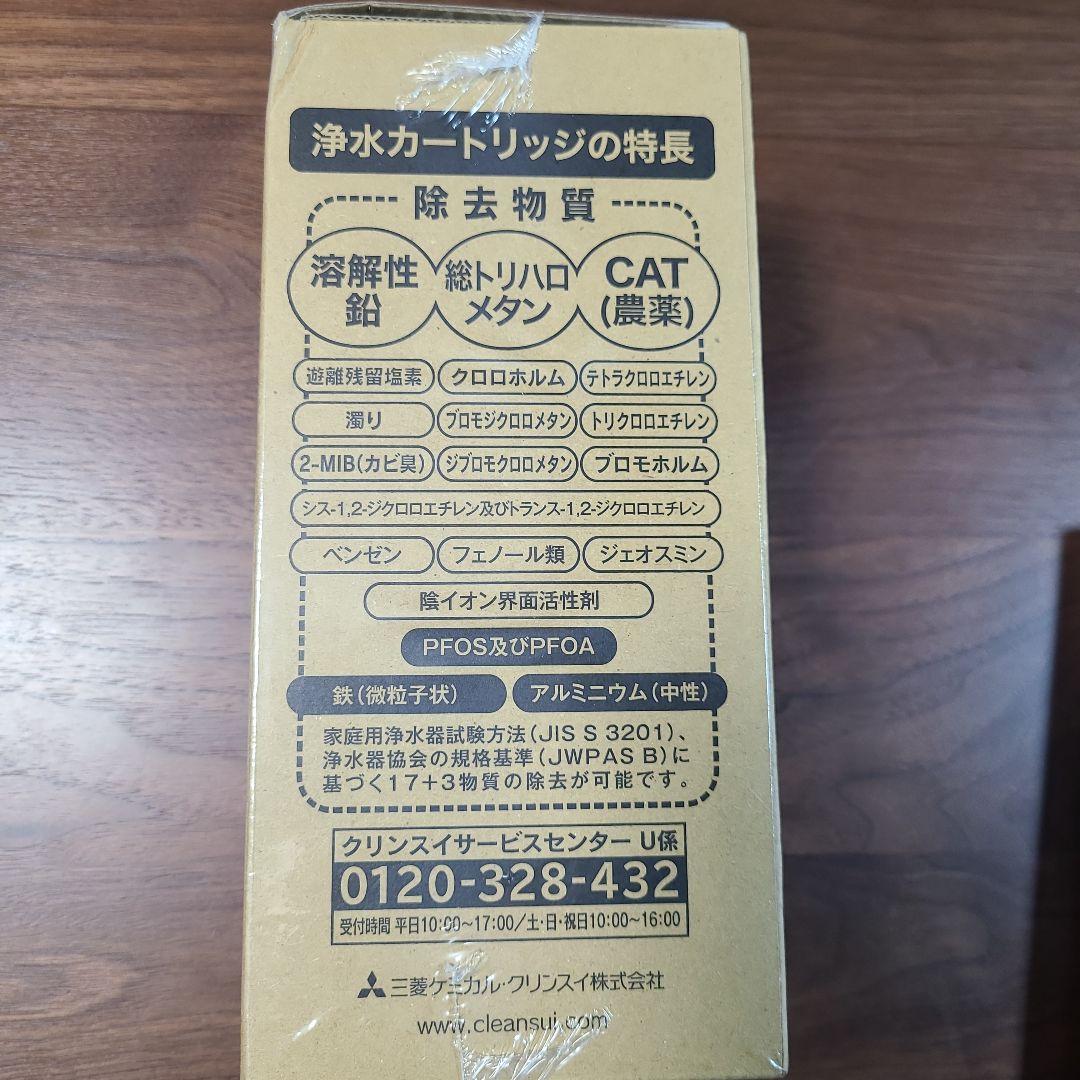 浄水カートリッジの特長
除去物質
溶解性
鉛
総トリハロ
メタン
CAT
(農薬)
遊離残留塩素 クロロホルム テトラクロロエチレン
濁り ブロモジクロロメタン トリクロロエチレン
2-MIB(カビ臭) ジブロモクロロメタン ブロモホルム
シス-1,2-ジクロロエチレン及びトランス-1,2-ジクロロエチレン
ベンゼン フェノール類 ジェオスミン
陰イオン界面活性剤
PFOS及びPFOA
鉄(微粒子状) アルミニウム(中性)
家庭用浄水器試験方法(JIS S 3201)、
浄水器協会の規格基準(JWPAS B)に
基づく17+3物質の除去が可能です。
クリンスイサービスセンター U係
0120-328-432
受付時間 平日10:00~17:00/土・日・祝日10:00~16:00
三菱ケミカル・クリンスイ株式会社
www.cleansui.com